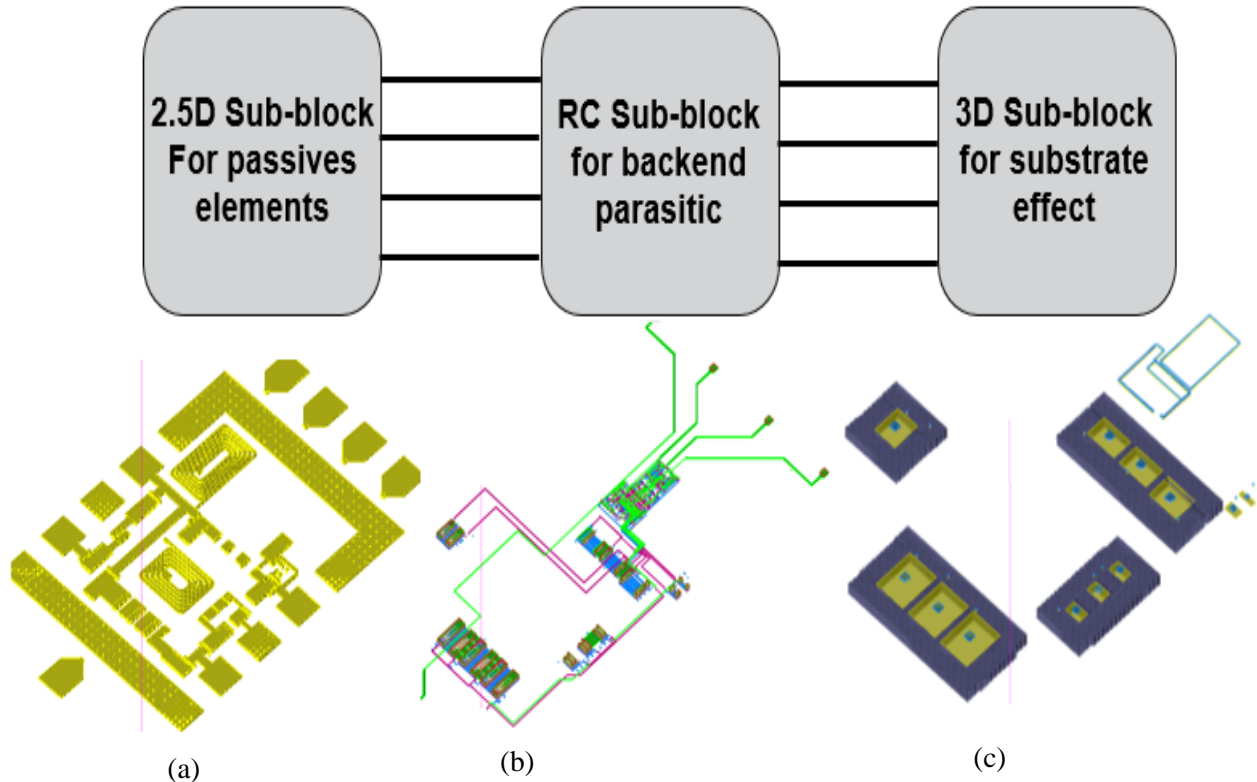 2.5D Sub-block
For passives
elements
RC Sub-block
for backend
parasitic
3D Sub-block
for substrate
effect
(a)
(b)
(c)